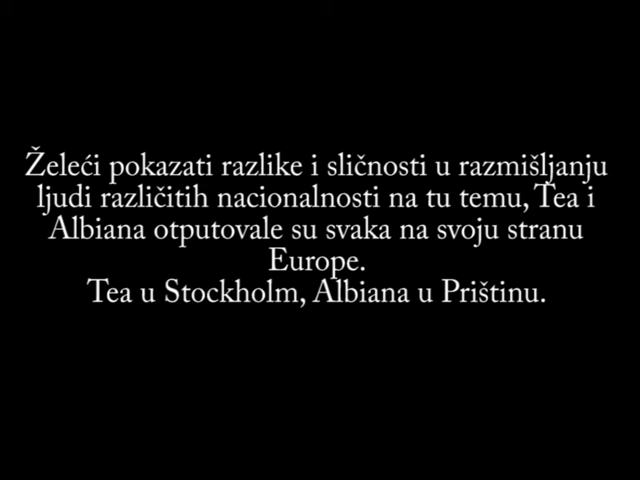 Želeći pokazati razlike i sličnosti u razmišljanju
ljudi različitih nacionalnosti na tu temu, Tea i
Albiana otputovale su svaka na svoju stranu
Europe.
Tea u Stockholm, Albiana u Prištinu.